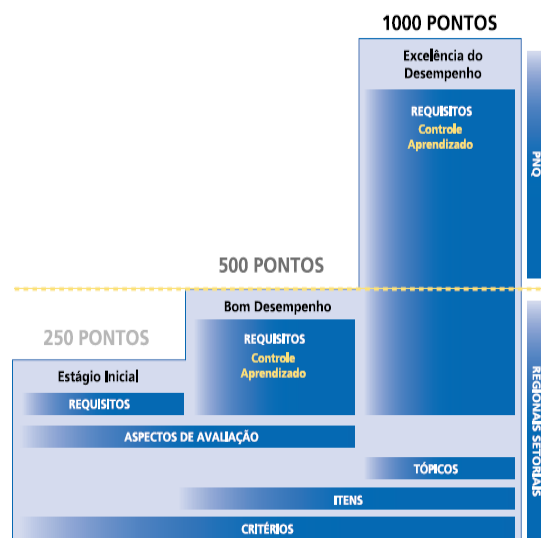 1000 PONTOS
Excelência do
Desempenho
REQUISITOS
Controle
Aprendizado
PNQ
500 PONTOS
Bom Desempenho
REQUISITOS
Controle
Aprendizado
250 PONTOS
Estágio Inicial
REQUISITOS
ASPECTOS DE AVALIAÇÃO
TÓPICOS
ITENS
CRITÉRIOS
REGIONAIS SETORIAIS